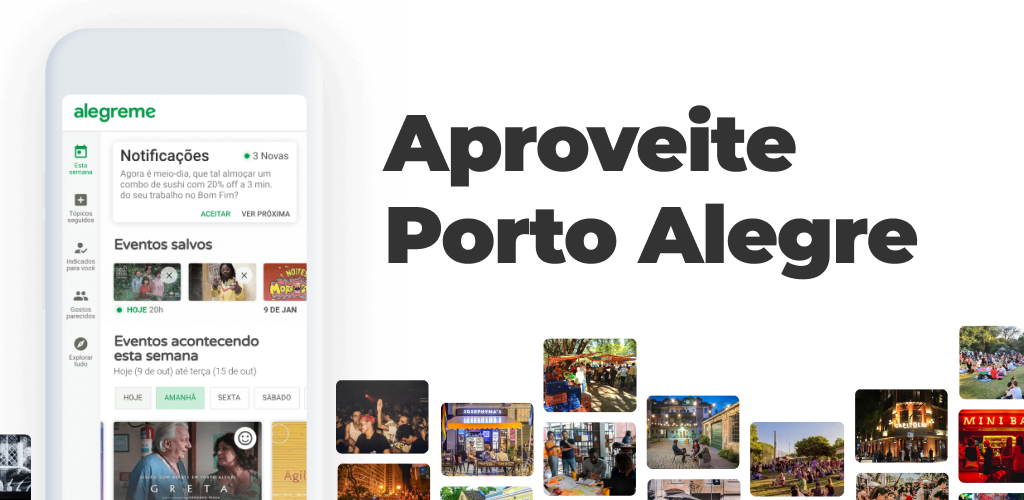 alegreme
Esta
semana
Tópicos
seguidos
Indicados
para você
Gostos
parecidos
Explorar
tudo
Notificações
3 Novas
Agora é meio-dia, que tal almoçar um
combo de sushi com 20% off a 3 min.
do seu trabalho no Bom Fim?
ACEITAR VER PRÓXIMA
Eventos salvos
NOITE
HOJE 20h
9 DE JAN
Eventos acontecendo
esta semana
Hoje (9 de out) até terça (15 de out)
HOJE AMANHÃ SEXTA SÁBADO
GRETA
Agil
Aproveite
Porto Alegre
JOSEPHYNA'S
CAPITOLIO
MINI BA